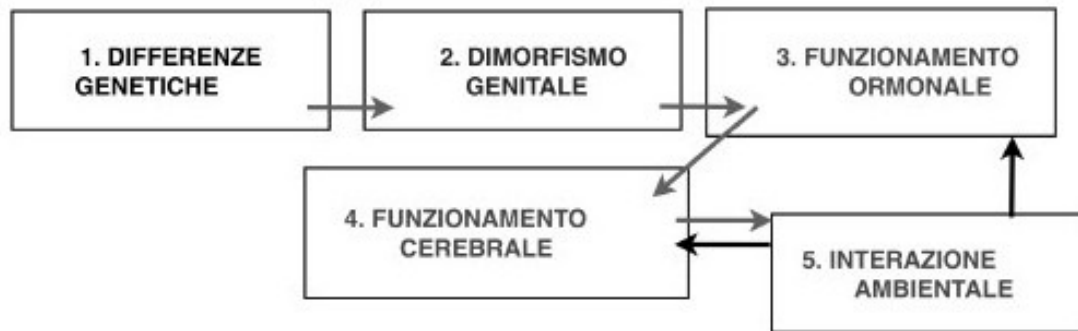 1. DIFFERENZE
GENETICHE
2. DIMORFISMO
GENITALE
3. FUNZIONAMENTO
ORMONALE
4. FUNZIONAMENTO
CEREBRALE
5. INTERAZIONE
AMBIENTALE